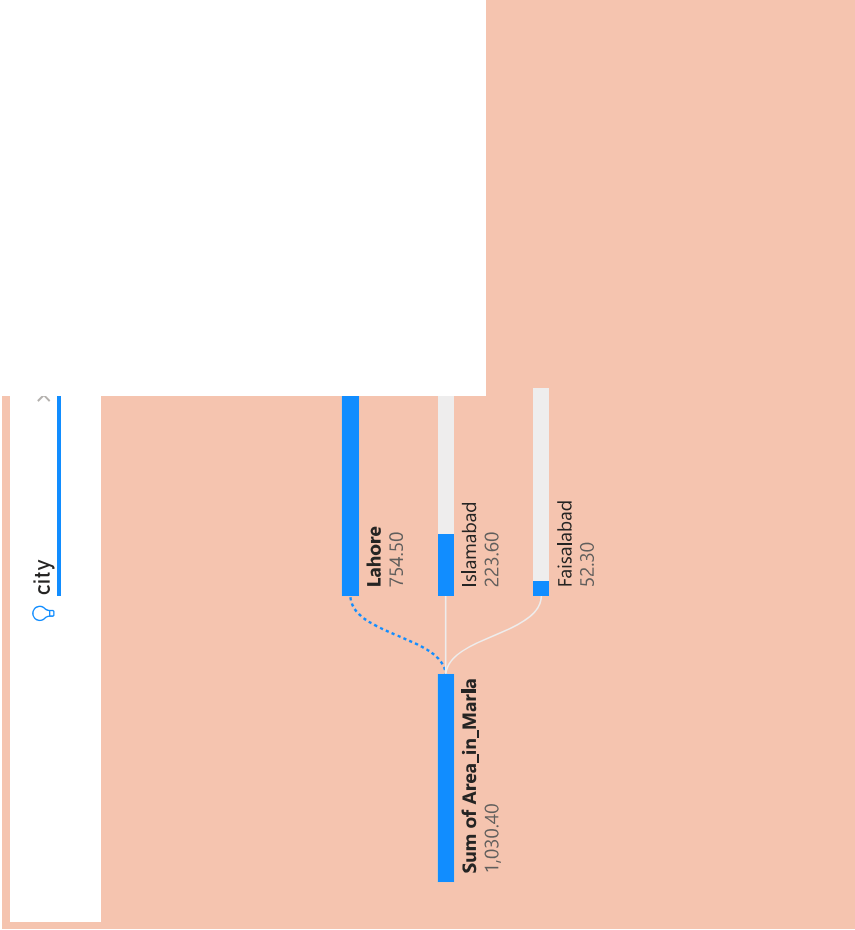 city
Lahore
754.50
Sum of Area_in_Marla
1,030.40
Islamabad
223.60
Faisalabad
52.30